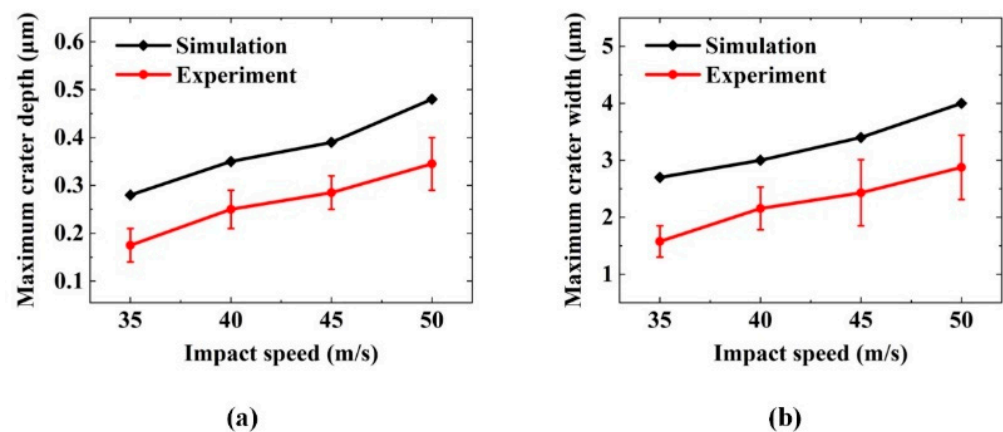 Maximum crater depth (μm)
0.6
0.5
0.4
0.3
0.2
0.1
Simulation
Experiment
35 40 45 50
Impact speed (m/s)
(a)
Maximum crater width (μm)
5
4
3
2
1
Simulation
Experiment
35 40 45 50
Impact speed (m/s)
(b)